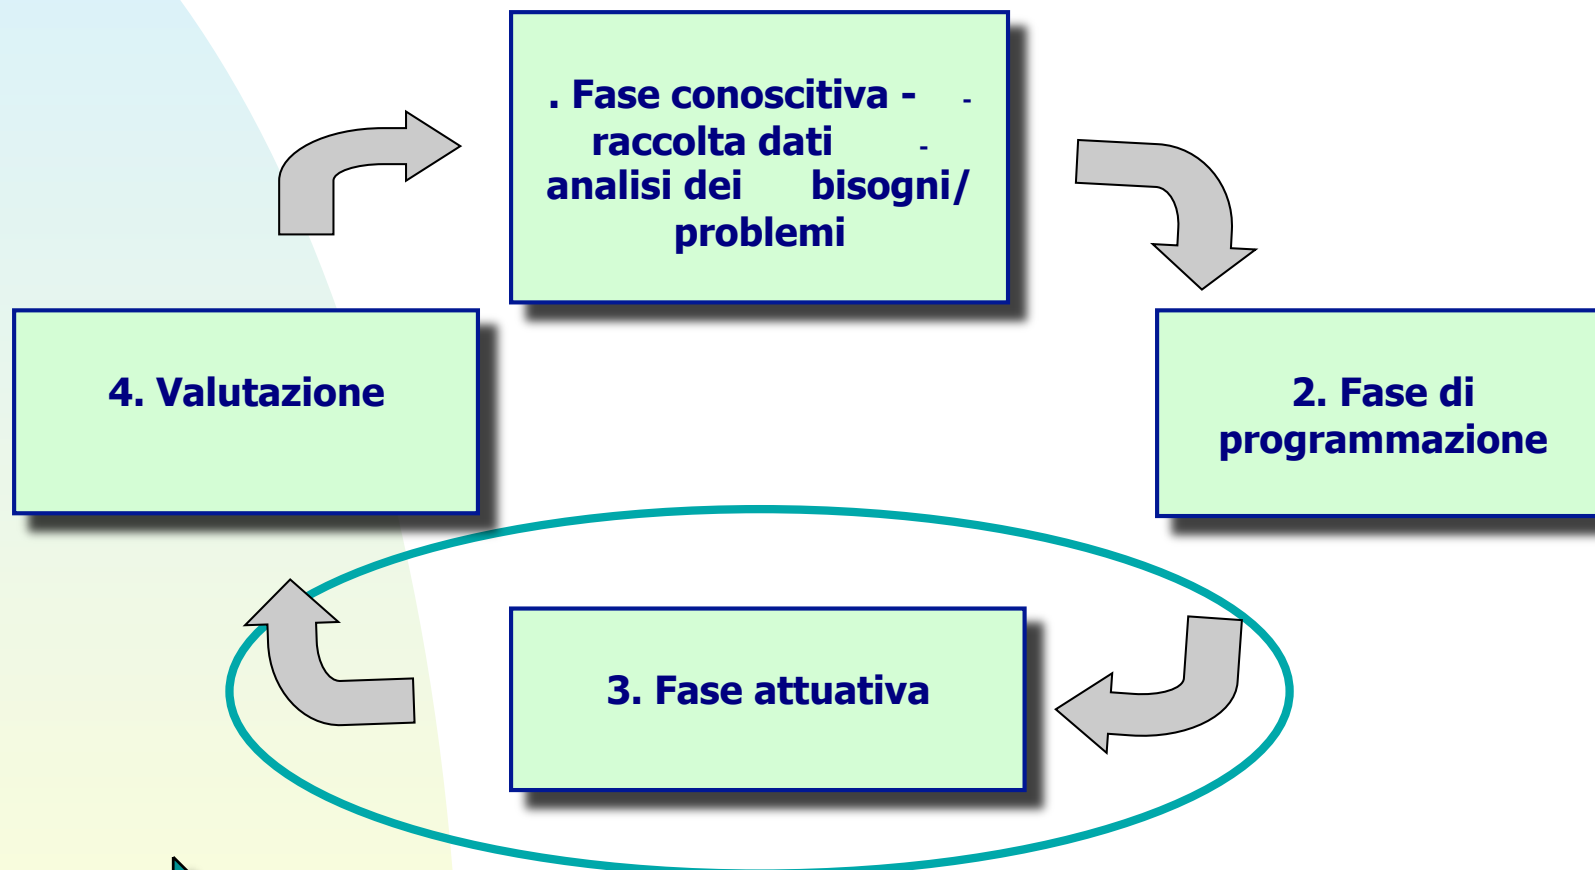 . Fase conoscitiva - -
raccolta dati -
analisi dei bisogni/
problemi
4. Valutazione
2. Fase di
programmazione
3. Fase attuativa